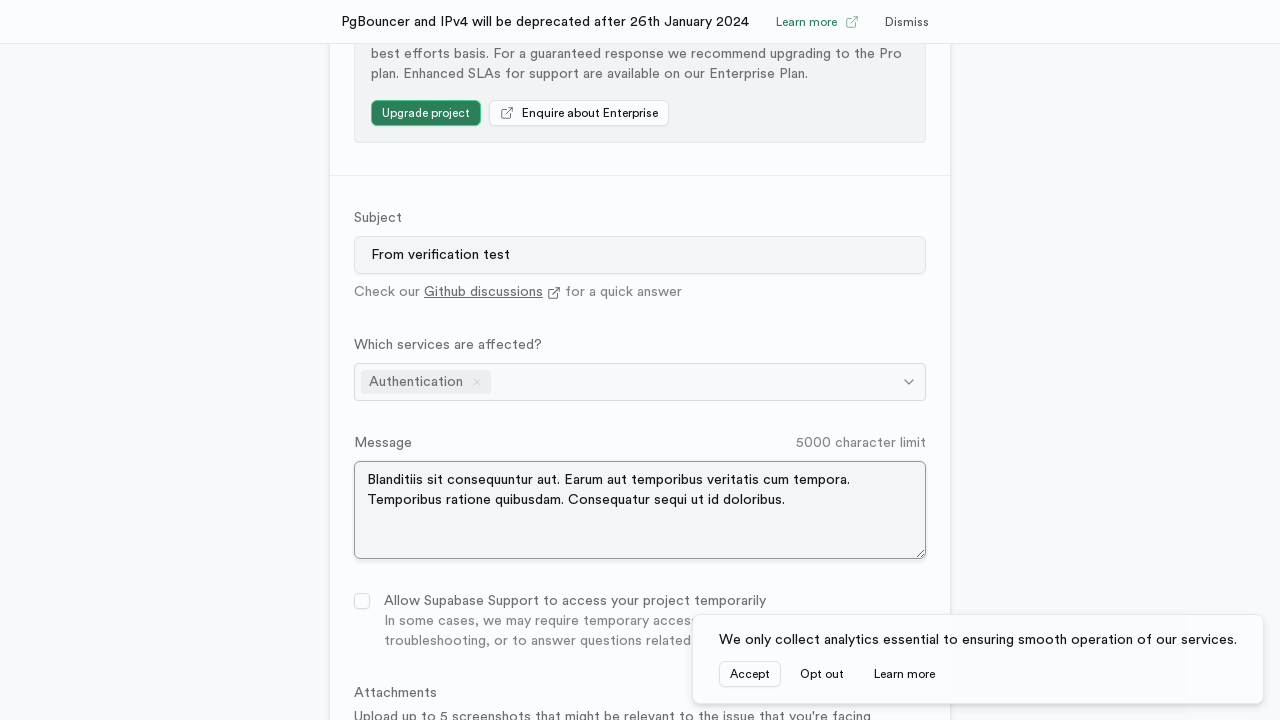 PgBouncer and IPv4 will be deprecated after 26th January 2024 Learn more Dismiss
best efforts basis. For a guaranteed response we recommend upgrading to the Pro
plan. Enhanced SLAs for support are available on our Enterprise Plan.
Upgrade project Enquire about Enterprise
Subject
From verification test
Check our Github discussions for a quick answer
Which services are affected?
Authentication
Message 5000 character limit
Blanditiis sit consequuntur aut. Earum aut temporibus veritatis cum tempora.
Temporibus ratione quibusdam. Consequatur sequi ut id doloribus.
Allow Supabase Support to access your project temporarily
In some cases, we may require temporary access
troubleshooting, or to answer questions related
We only collect analytics essential to ensuring smooth operation of our services.
Accept Opt out Learn more
Attachments
Upload up to 5 screenshots that might be relevant to the issue that you're facing